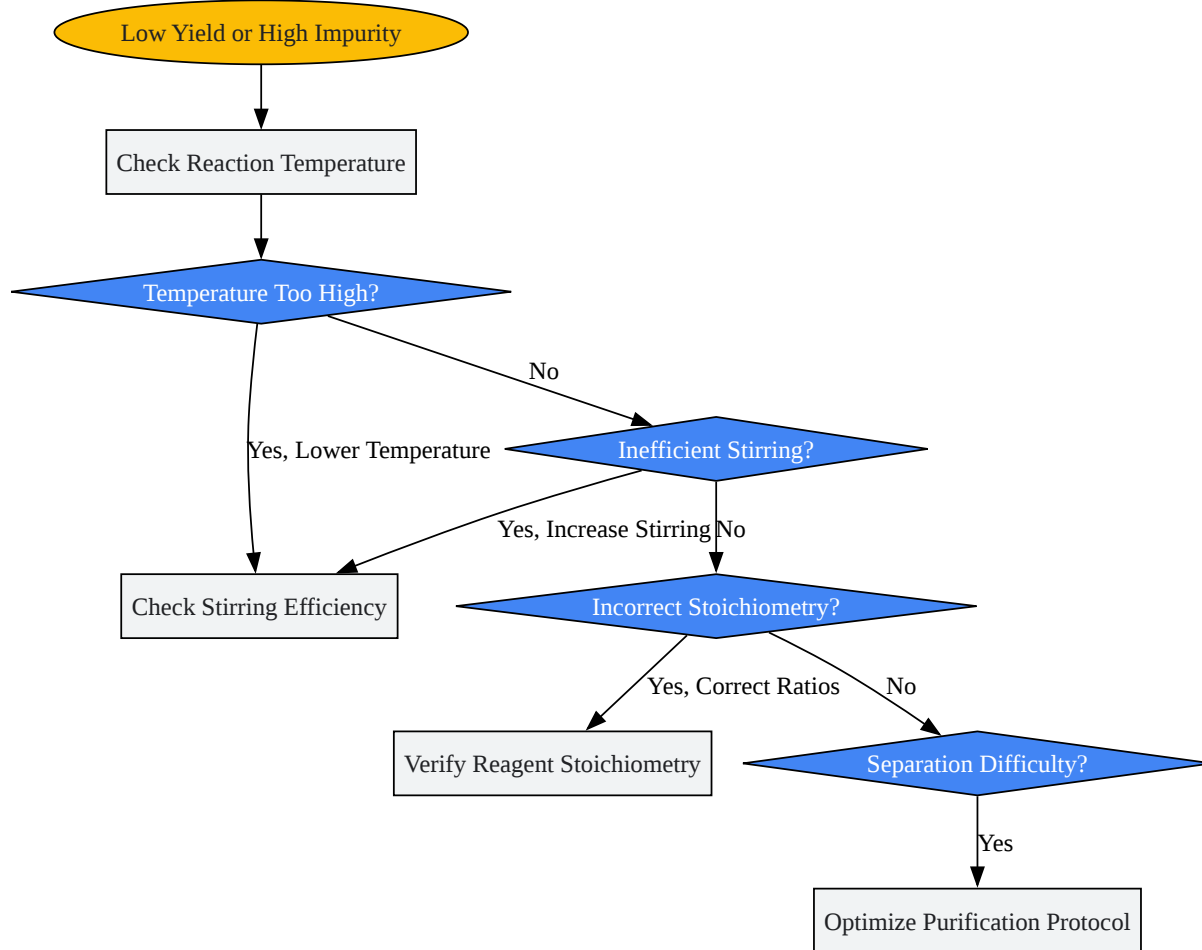 Low Yield or High Impurity
Check Reaction Temperature
Temperature Too High?
No
Yes, Lower Temperature
Inefficient Stirring?
Yes, Increase Stirring
No
Check Stirring Efficiency
Incorrect Stoichiometry?
Yes, Correct Ratios
No
Verify Reagent Stoichiometry
Separation Difficulty?
Yes
Optimize Purification Protocol